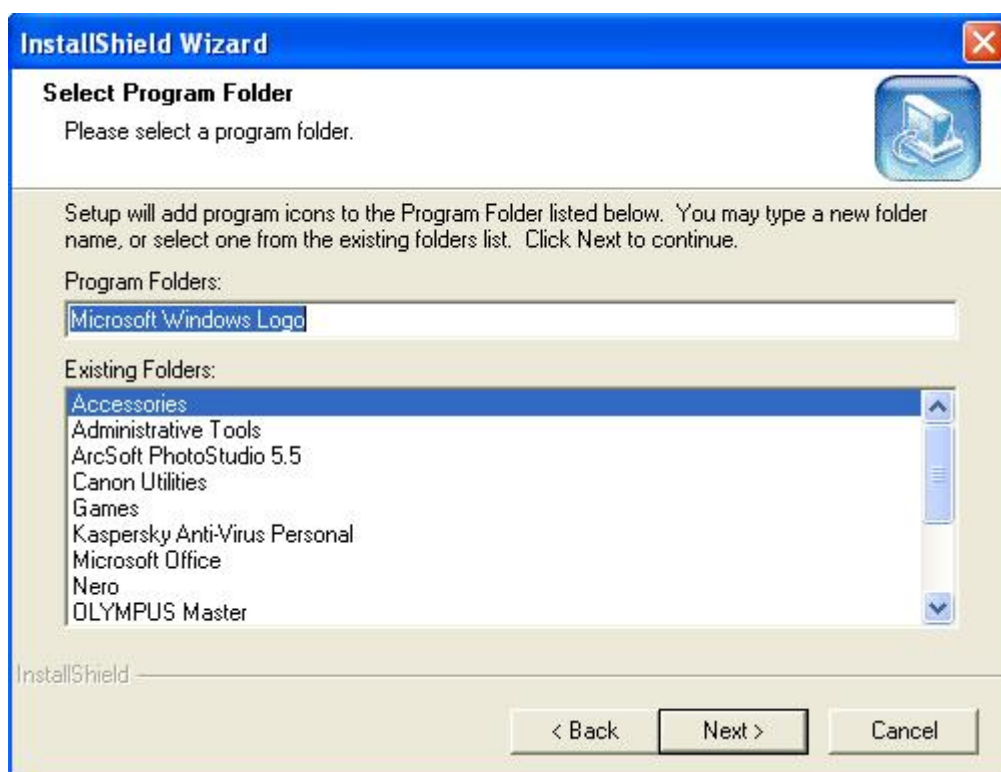 InstallShield Wizard
Select Program Folder
Please select a program folder.
Setup will add program icons to the Program Folder listed below.  You may type a new folder
name, or select one from the existing folders list.  Click Next to continue.
Program Folders:
Microsoft Windows Logo
Existing Folders:
Accessories
Administrative Tools
ArcSoft PhotoStudio 5.5
Canon Utilities
Games
Kaspersky Anti-Virus Personal
Microsoft Office
Nero
OLYMPUS Master
InstallShield
< Back Next > Cancel